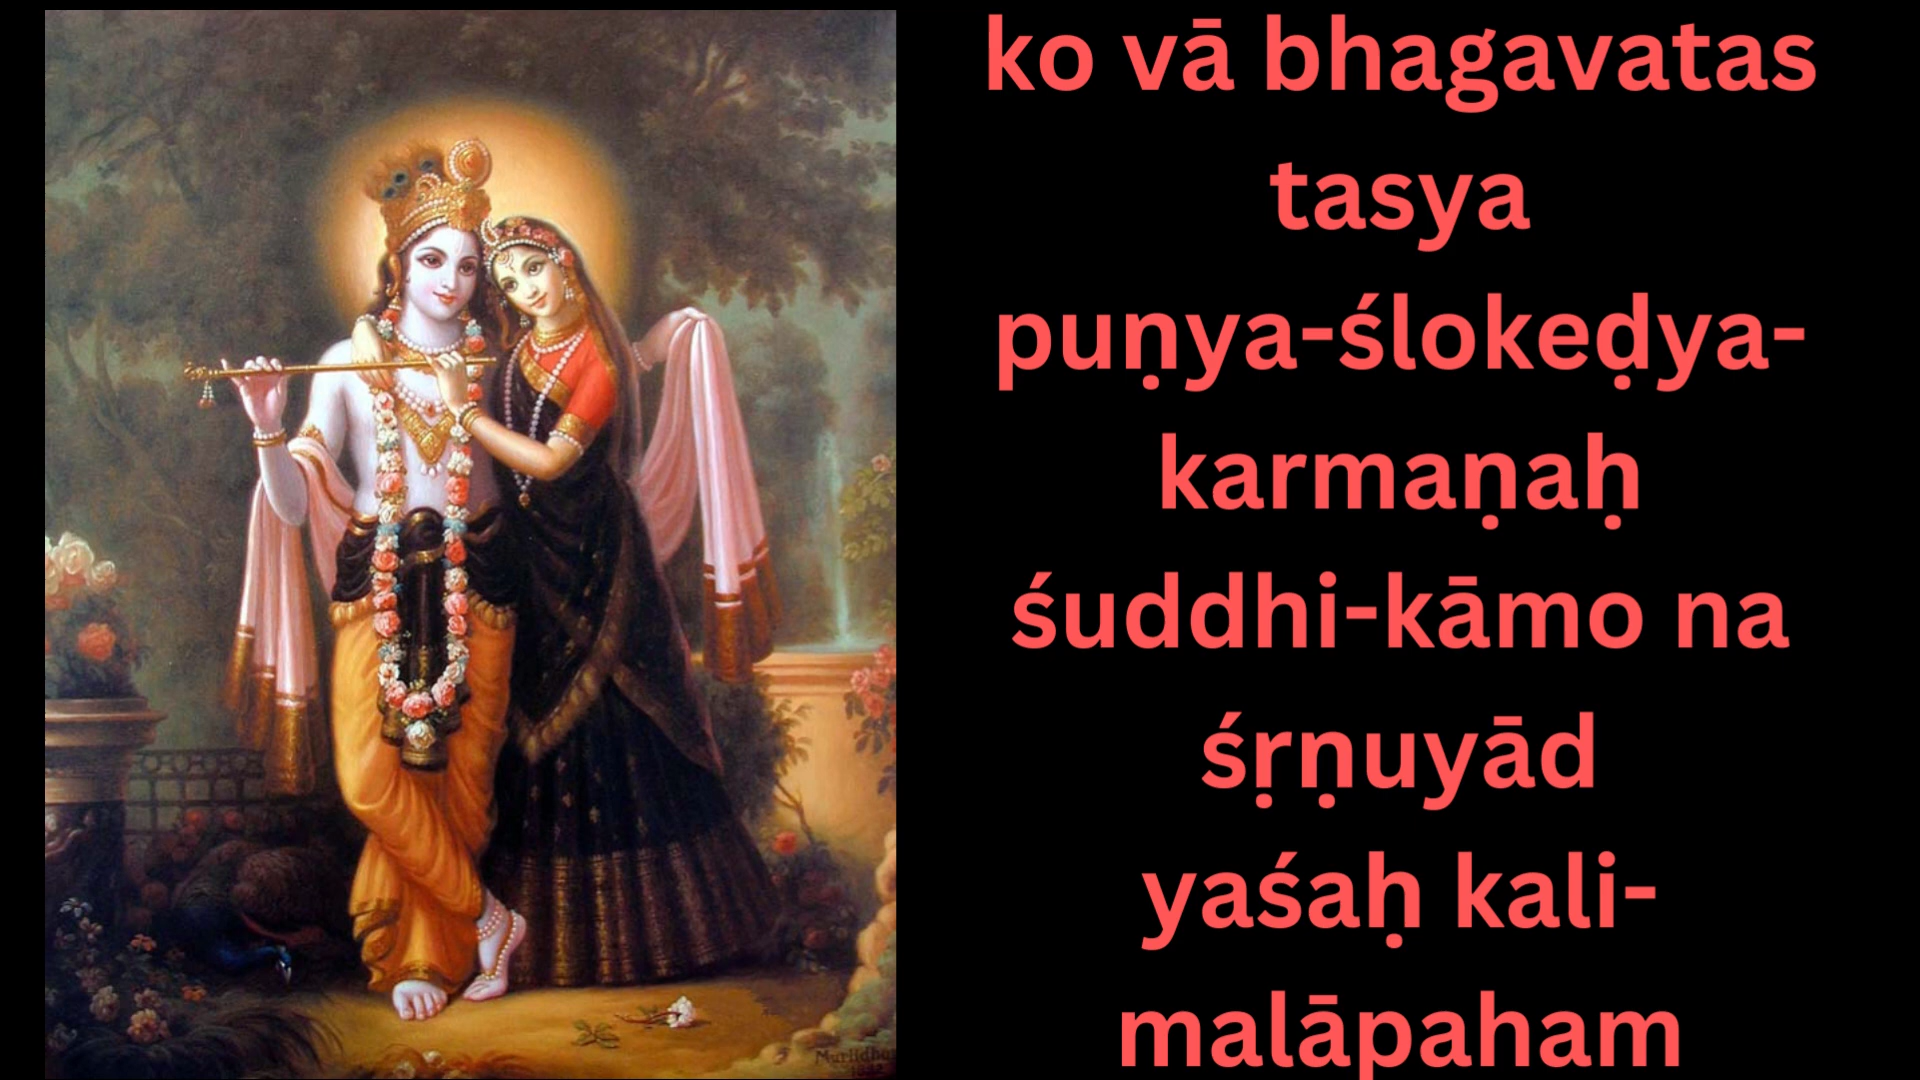 ko vā bhagavatas
tasya
puṇya-ślokeḍya-
karmaṇaḥ
śuddhi-kāmo na
śṛṇuyād
yaśaḥ kali-
malāpaham